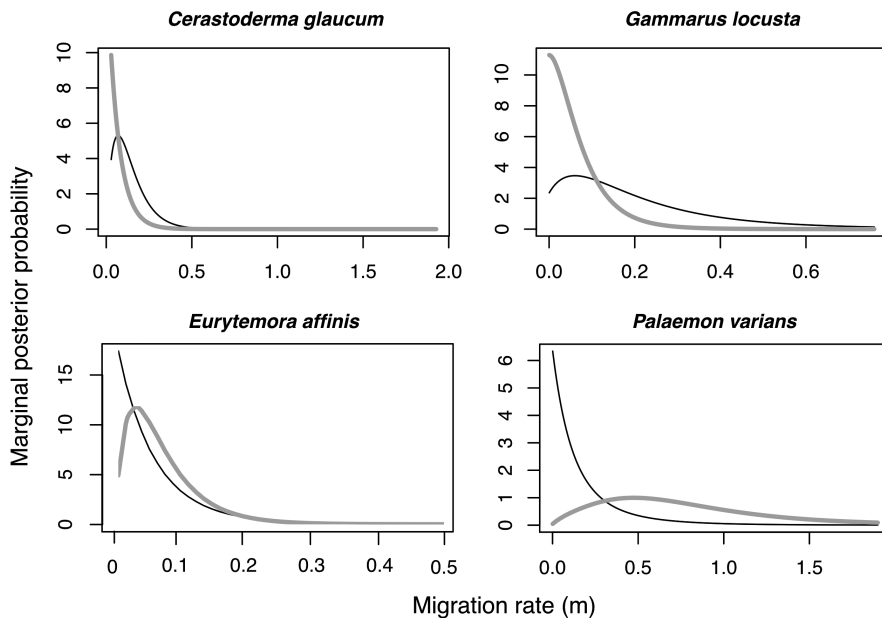 Cerastoderma glaucum
Gammarus locusta
10
8
6
4
2
0
0.0 0.5 1.0 1.5 2.0
10
8
6
4
2
0
0.0 0.2 0.4 0.6
Marginal posterior probability
Eurytemora affinis
Palaemon varians
15
10
5
0
0 0.1 0.2 0.3 0.4 0.5
6
5
4
3
2
1
0
0.0 0.5 1.0 1.5
Migration rate (m)